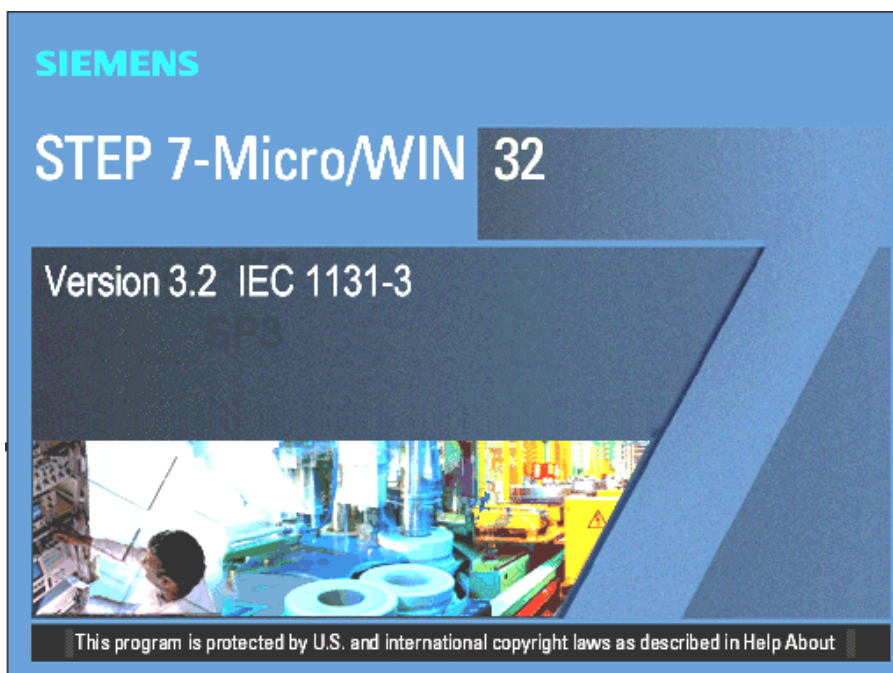 SIEMENS
STEP 7-Micro/WIN 32
Version 3.2 IEC 1131-3
SP3
This program is protected by U.S. and international copyright laws as described in Help About